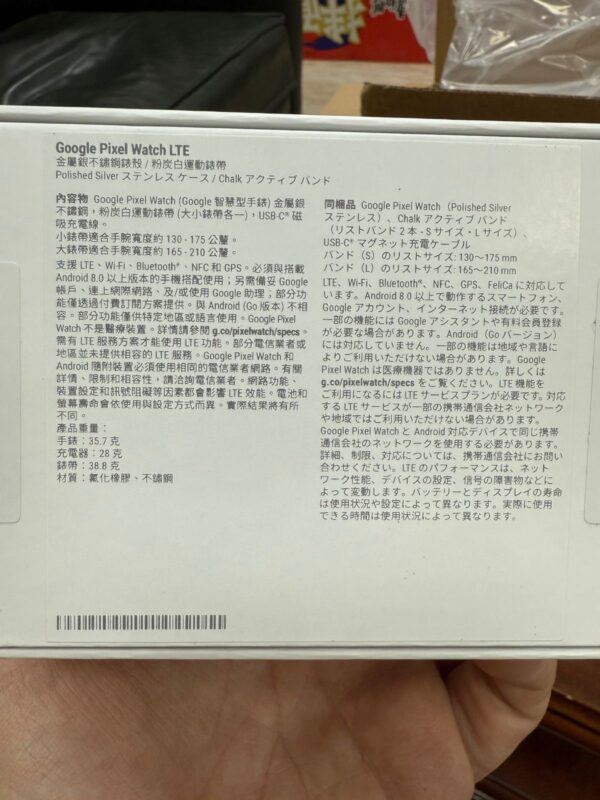 Google Pixel Watch LTE
金屬銀不鏽鋼錶殼 / 粉炭白運動錶帶
Polished Silver ステンレス ケース / Chalk アクティブ バンド
內容物 Google Pixel Watch (Google 智慧型手錶) 金屬銀
不鏽鋼，粉炭白運動錶帶 (大小錶帶各一)，USB-C® 磁
吸充電線。
小錶帶適合手腕寬度約 130 - 175 公釐。
大錶帶適合手腕寬度約 165 - 210 公釐。
支援 LTE、Wi-Fi、Bluetooth®、NFC 和 GPS。必須與搭載
Android 8.0 以上版本的手機搭配使用；另需備妥 Google
帳戶、連上網際網路、及/或使用 Google 助理；部分功
能僅透過付費訂閱方案提供。與 Android (Go 版本) 不相
容。部分功能僅供特定地區或語言使用。Google Pixel
Watch 不是醫療裝置。詳情請參閱 g.co/pixelwatch/specs。
需有 LTE 服務方案才能使用 LTE 功能。部分電信業者或
地區並未提供相容的 LTE 服務。Google Pixel Watch 和
Android 隨附裝置必須使用相同的電信業者網路。有關
詳情、限制和相容性，請洽詢電信業者。網路功能、
裝置設定和訊號阻礙等因素都會影響 LTE 效能。電池和
螢幕壽命會依使用與設定方式而異。實際結果將有所
不同。
產品重量：
手錶：35.7 克
充電器：28 克
錶帶：38.8 克
材質：氟化橡膠、不鏽鋼
同梱品 Google Pixel Watch（Polished Silver
ステンレス）、Chalk アクティブ バンド
（リストバンド 2 本 - S サイズ・L サイズ）、
USB-C® マグネット充電ケーブル
バンド（S）のリストサイズ: 130～175 mm
バンド（L）のリストサイズ: 165～210 mm
LTE、Wi-Fi、Bluetooth®、NFC、GPS、FeliCa に対応して
います。Android 8.0 以上で動作するスマートフォン、
Google アカウント、インターネット接続が必要です。
一部の機能には Google アシスタントや有料会員登録
が必要な場合があります。Android（Go バージョン）
には対応していません。一部の機能は地域や言語に
よりご利用いただけない場合があります。Google
Pixel Watch は医療機器ではありません。詳しくは
g.co/pixelwatch/specs をご覧ください。LTE 機能を
ご利用になるには LTE サービスプランが必要です. 対応
する LTE サービスが一部の携帯通信会社ネットワーク
や地域ではご利用いただけない場合があります。
Google Pixel Watch と Android 対応デバイスで同じ携帯
通信会社のネットワークを使用する必要があります。
詳細、制限、対応については、携帯通信会社にお問い
合わせください。LTE のパフォーマンスは、ネット
ワーク性能、デバイスの設定、信号の障害物などに
よって変動します。バッテリーとディスプレイの寿命
は使用状況や設定によって異なります。実際に使用
できる時間は使用状況によって異なります。